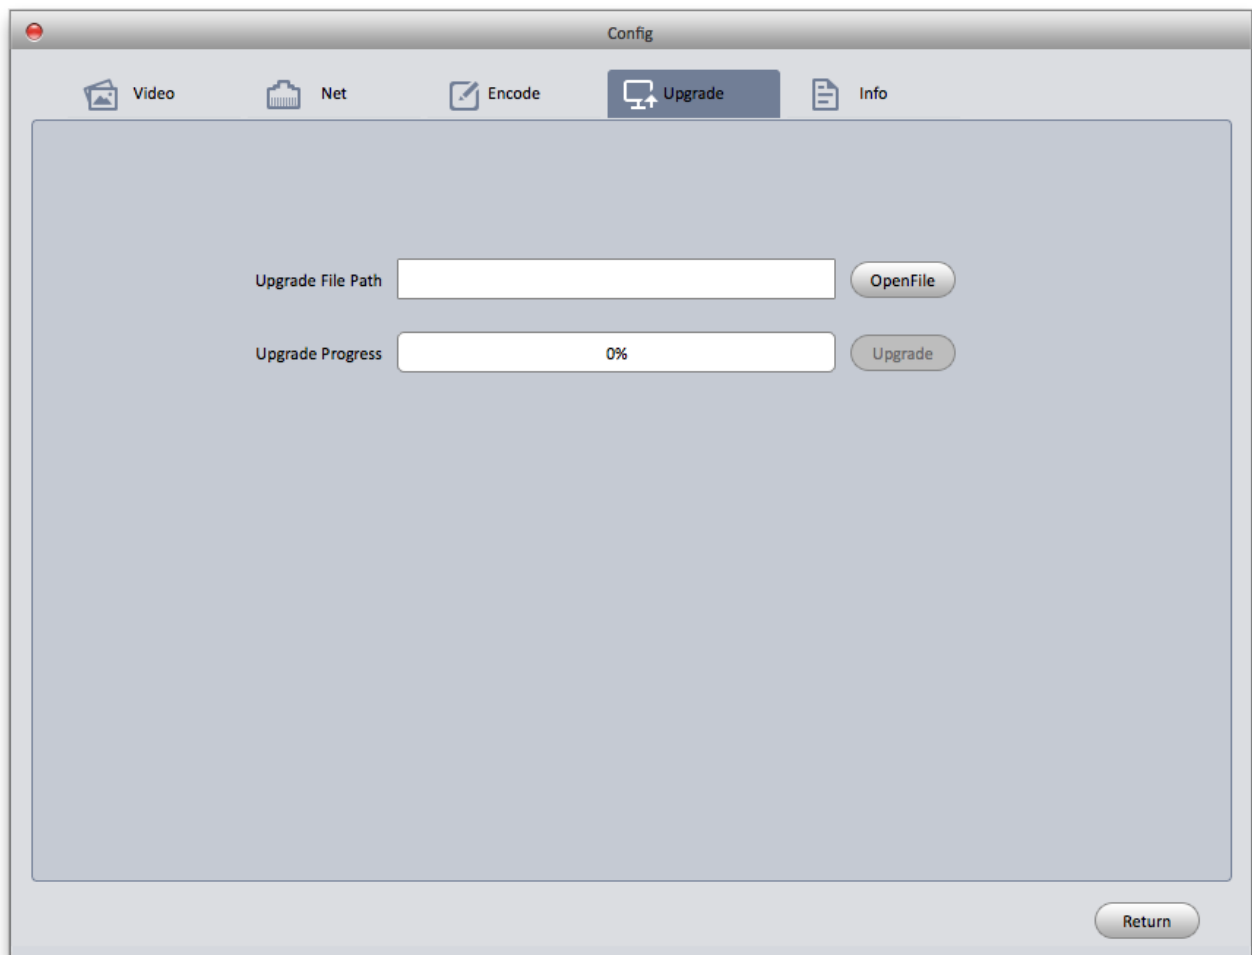 Config
Video Net Encode Upgrade Info
Upgrade File Path OpenFile
Upgrade Progress 0% Upgrade
Return